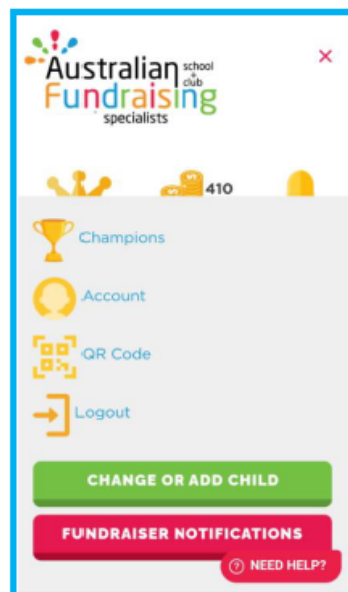 Australian school + club
Fundraising
specialists
×
410
Champions
Account
QR Code
Logout
CHANGE OR ADD CHILD
FUNDRAISER NOTIFICATIONS
? NEED HELP?